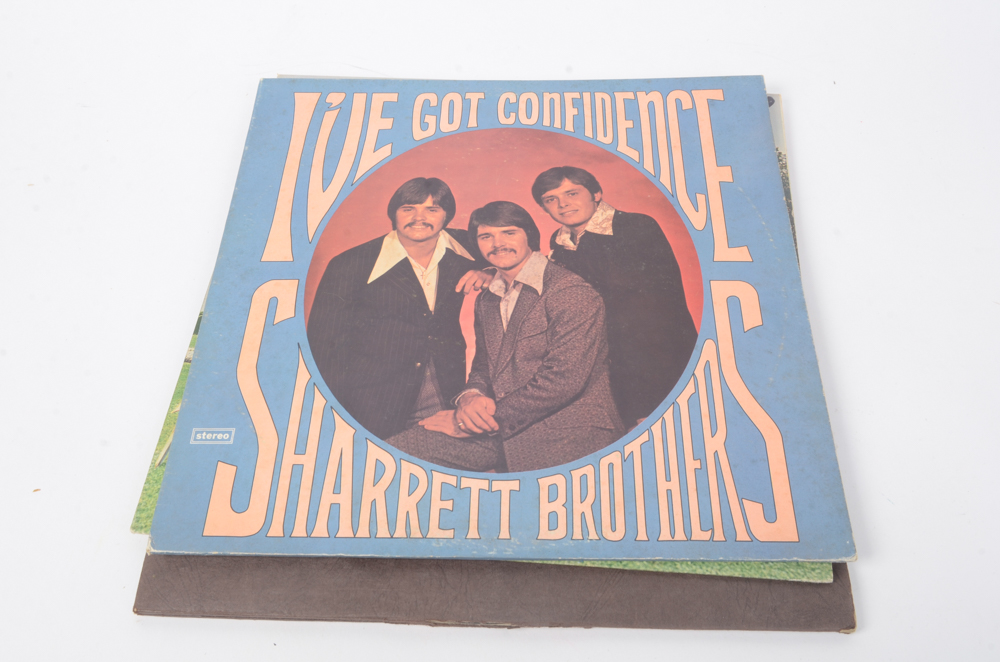 I'VE GOT CONFIDENCE
stereo
SHARRETT BROTHERS